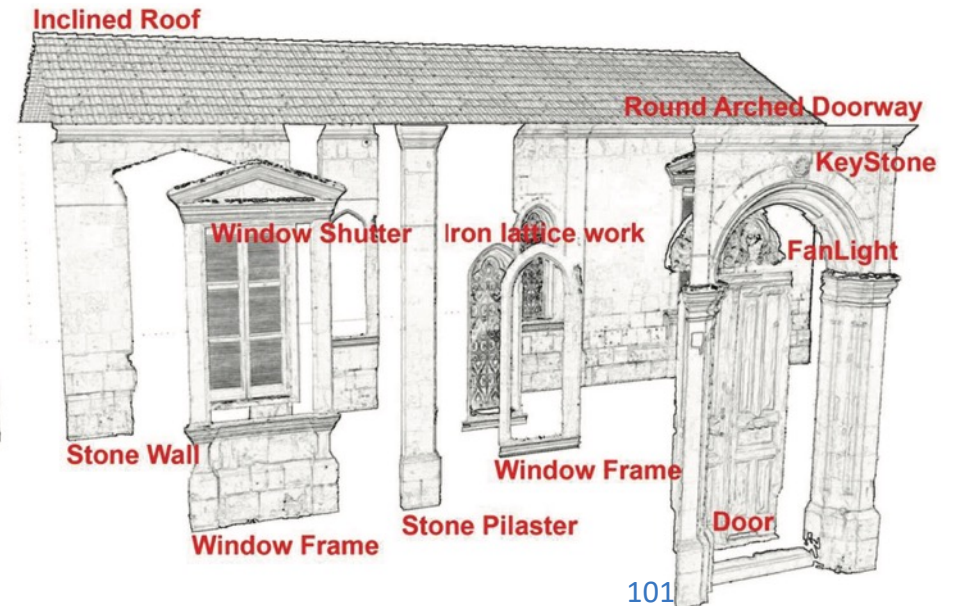 Inclined Roof
Round Arched Doorway
KeyStone
Window Shutter
Iron lattice work
FanLight
Stone Wall
Window Frame
Stone Pilaster
Door
Window Frame
101